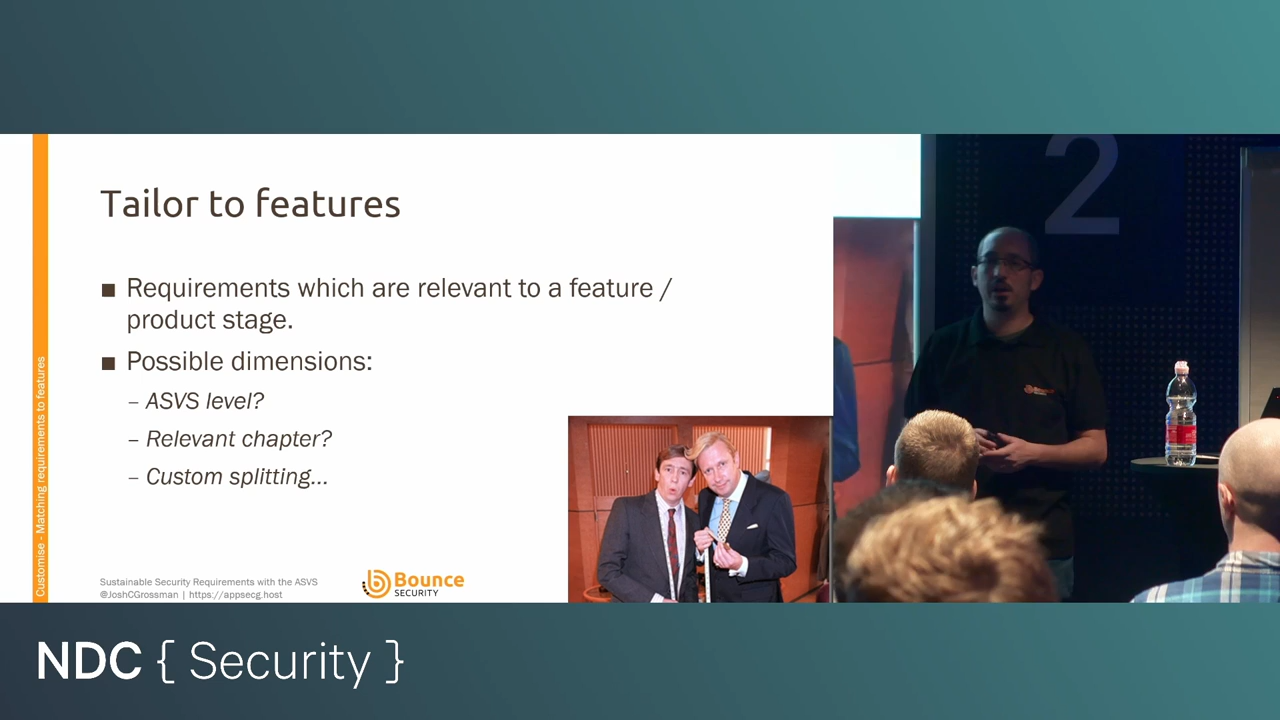 2
Tailor to features
■ Requirements which are relevant to a feature /
product stage.
■ Possible dimensions:
– ASVS level?
– Relevant chapter?
– Custom splitting...
Customise - Matching requirements to features
Sustainable Security Requirements with the ASVS
@JoshCGrossman | https://appsecg.host
Bounce
SECURITY
Bounce
NDC { Security }